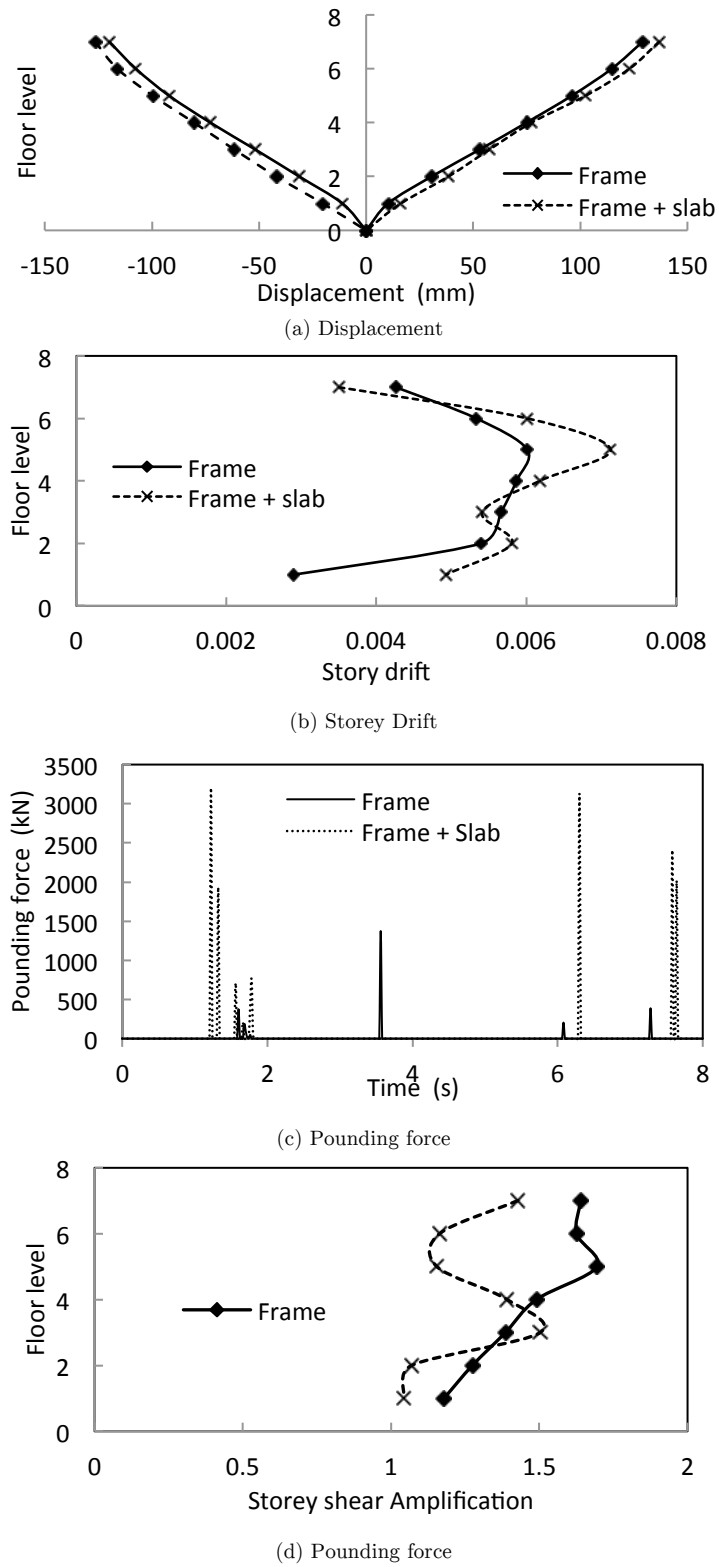 8
6
4
2
0
Floor level
Frame
Frame + slab
-150 -100 -50 0 50 100 150
Displacement (mm)
(a) Displacement
8
6
4
2
0
Floor level
Frame
Frame + slab
0 0.002 0.004 0.006 0.008
Story drift
(b) Storey Drift
3500
3000
2500
2000
1500
1000
500
0
Pounding force (kN)
Frame
Frame + Slab
0 2 4 6 8
Time (s)
(c) Pounding force
8
6
4
2
0
Floor level
Frame
0 0.5 1 1.5 2
Storey shear Amplification
(d) Pounding force